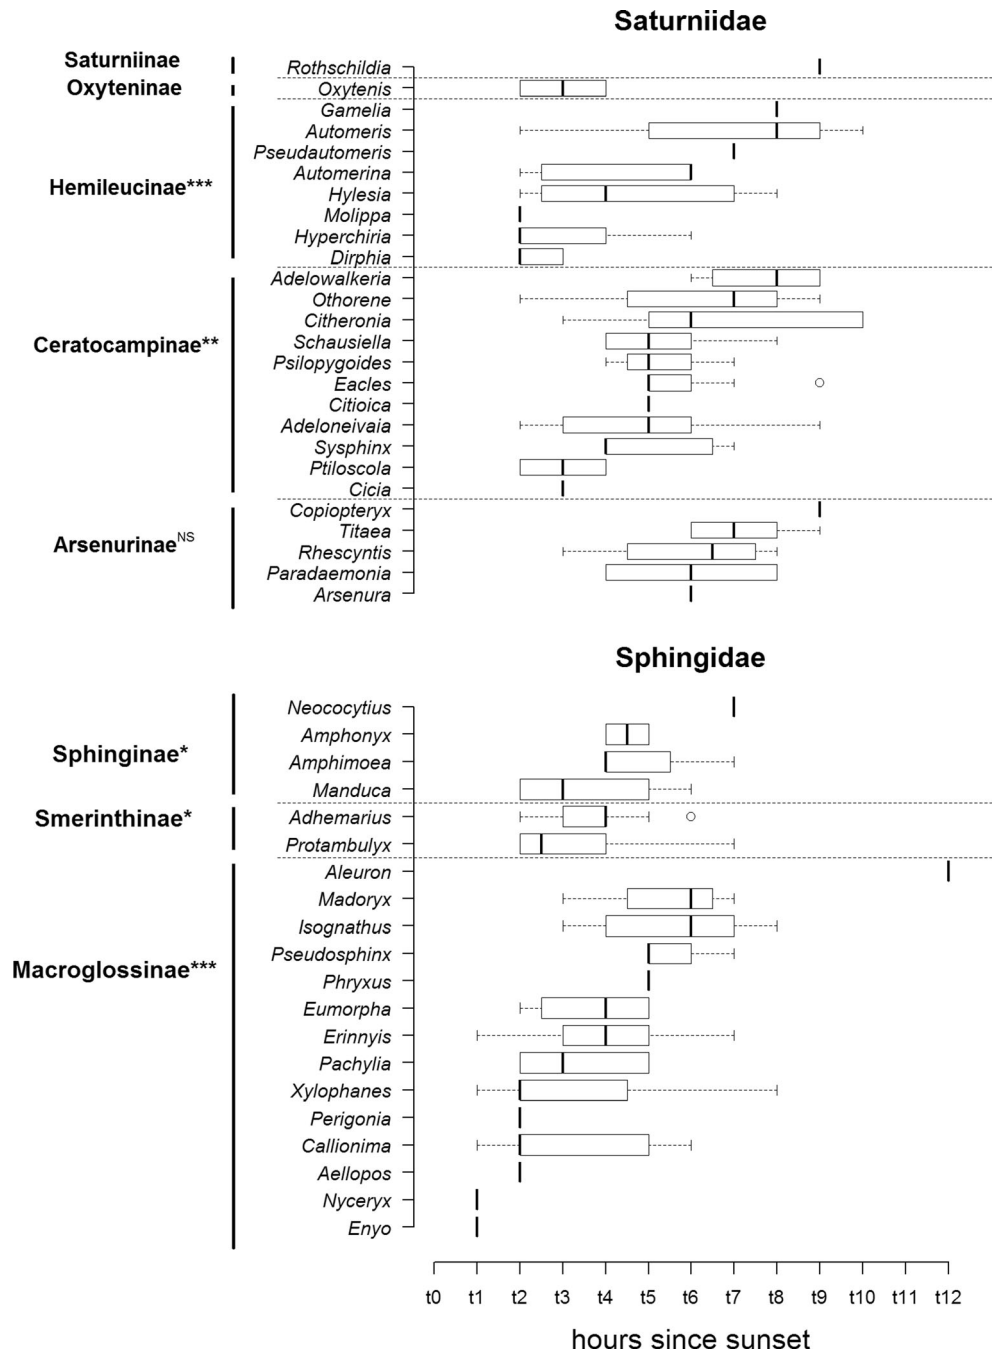 Saturniidae
Saturniinae
Rothschildia
Oxyteninae
Oxytenis
Gamelia
Automeris
Pseudautomeris
Automerina
Hemileucinae***
Hylesia
Molippa
Hyperchiria
Dirphia
Adelowalkeria
Othorene
Citheronia
Ceratocampinae**
Schausiella
Psilopygoides
Eacles
Citioica
Adeloneivaia
Sysphinx
Ptiloscola
Cicia
Copiopteryx
Titaea
Arsenurinae^NS
Rhescyntis
Paradaemonia
Arsenura
Sphingidae
Neococytius
Amphonyx
Sphinginae*
Amphimoea
Manduca
Smerinthinae*
Adhemarius
Protambulyx
Aleuron
Madoryx
Isognathus
Pseudosphinx
Macroglossinae***
Phryxus
Eumorpha
Erinnyis
Pachylia
Xylophanes
Perigonia
Callionima
Aellopos
Nyceryx
Enyo
t0 t1 t2 t3 t4 t5 t6 t7 t8 t9 t10 t11 t12
hours since sunset